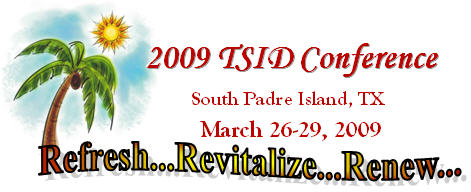 2009 TSID Conference
South Padre Island, TX
March 26-29, 2009
Refresh...Revitalize...Renew...